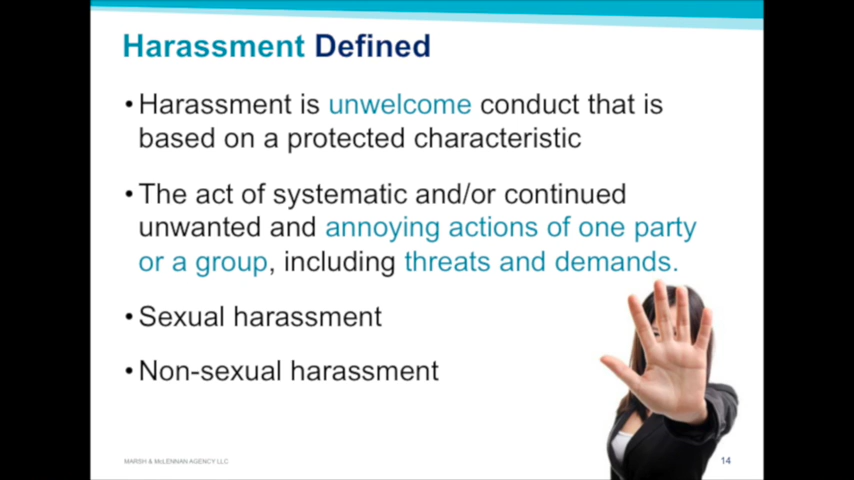 Harassment Defined
• Harassment is unwelcome conduct that is
based on a protected characteristic
• The act of systematic and/or continued
unwanted and annoying actions of one party
or a group, including threats and demands.
• Sexual harassment
• Non-sexual harassment
MARSH & McLENNAN AGENCY LLC
14